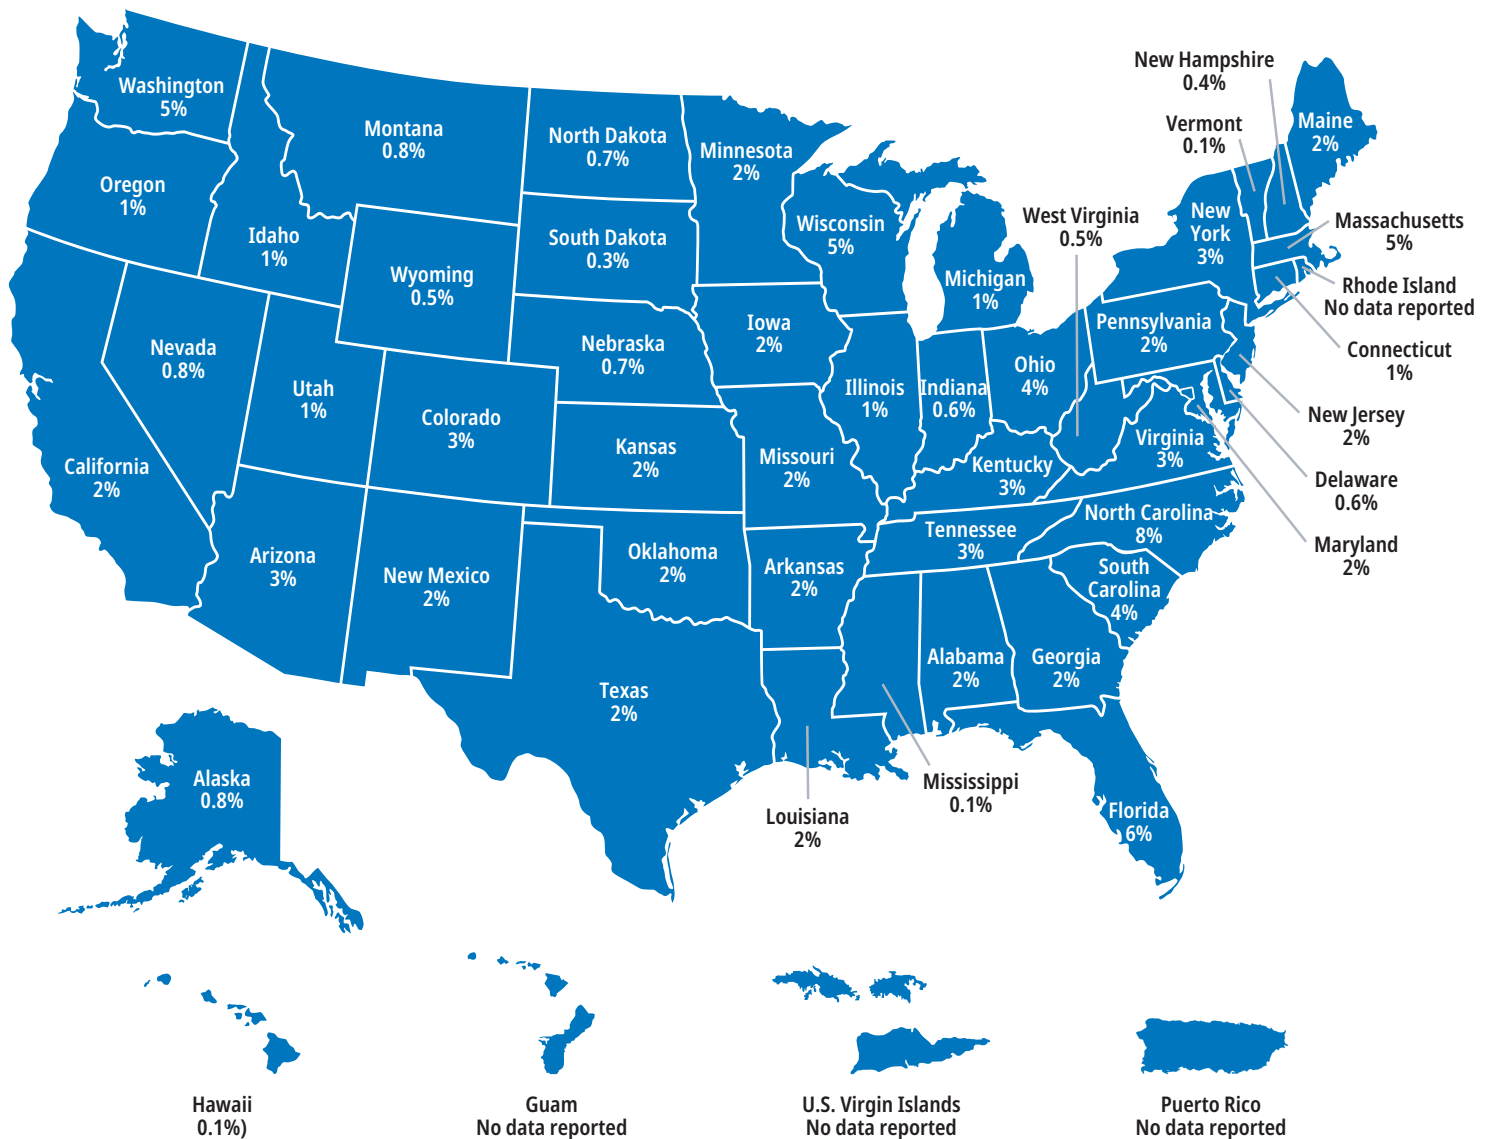 New Hampshire
0.4%
Vermont
0.1%
Maine
2%
Washington
5%
Montana
0.8%
North Dakota
0.7%
Minnesota
2%
Oregon
1%
Idaho
1%
Wyoming
0.5%
South Dakota
0.3%
Wisconsin
5%
Michigan
1%
West Virginia
0.5%
New
York
3%
Massachusetts
5%
Rhode Island
No data reported
Connecticut
1%
New Jersey
2%
Delaware
0.6%
Maryland
2%
Nevada
0.8%
Utah
1%
Colorado
3%
Nebraska
0.7%
Iowa
2%
Illinois
1%
Indiana
0.6%
Ohio
4%
Pennsylvania
2%
California
2%
Kansas
2%
Missouri
2%
Kentucky
3%
Virginia
3%
Arizona
3%
New Mexico
2%
Oklahoma
2%
Arkansas
2%
Tennessee
3%
North Carolina
8%
South
Carolina
4%
Texas
2%
Alabama
2%
Georgia
2%
Louisiana
2%
Mississippi
0.1%
Florida
6%
Alaska
0.8%
Hawaii
0.1%)
Guam
No data reported
U.S. Virgin Islands
No data reported
Puerto Rico
No data reported